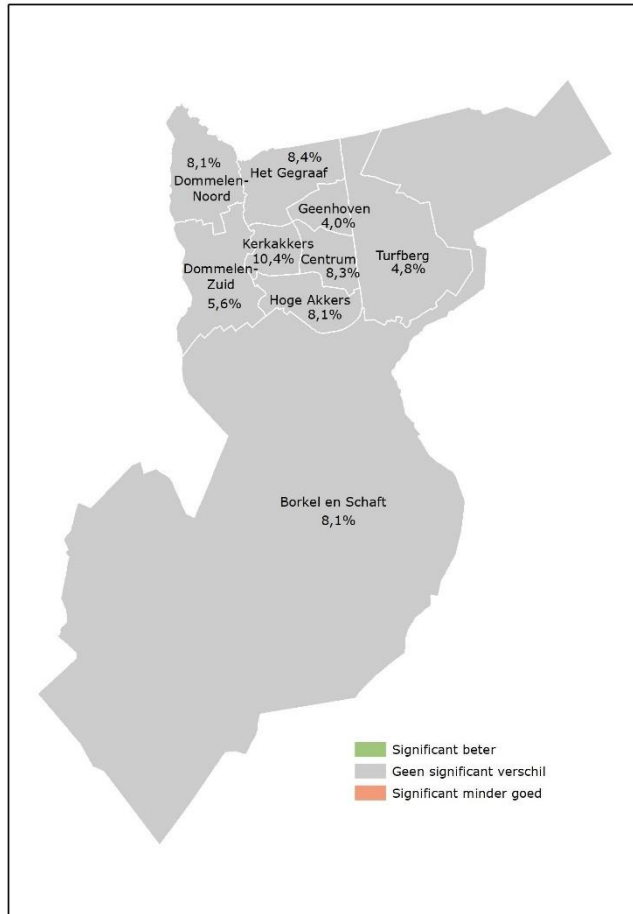 8,1%
Dommelen-
Noord
8,4%
Het Gegraaf
Geenhoven
4,0%
Kerkakkers
10,4%
Centrum
8,3%
Turfberg
4,8%
Dommelen-
Zuid
5,6%
Hoge Akkers
8,1%
Borkel en Schaft
8,1%
Significant beter
Geen significant verschil
Significant minder goed